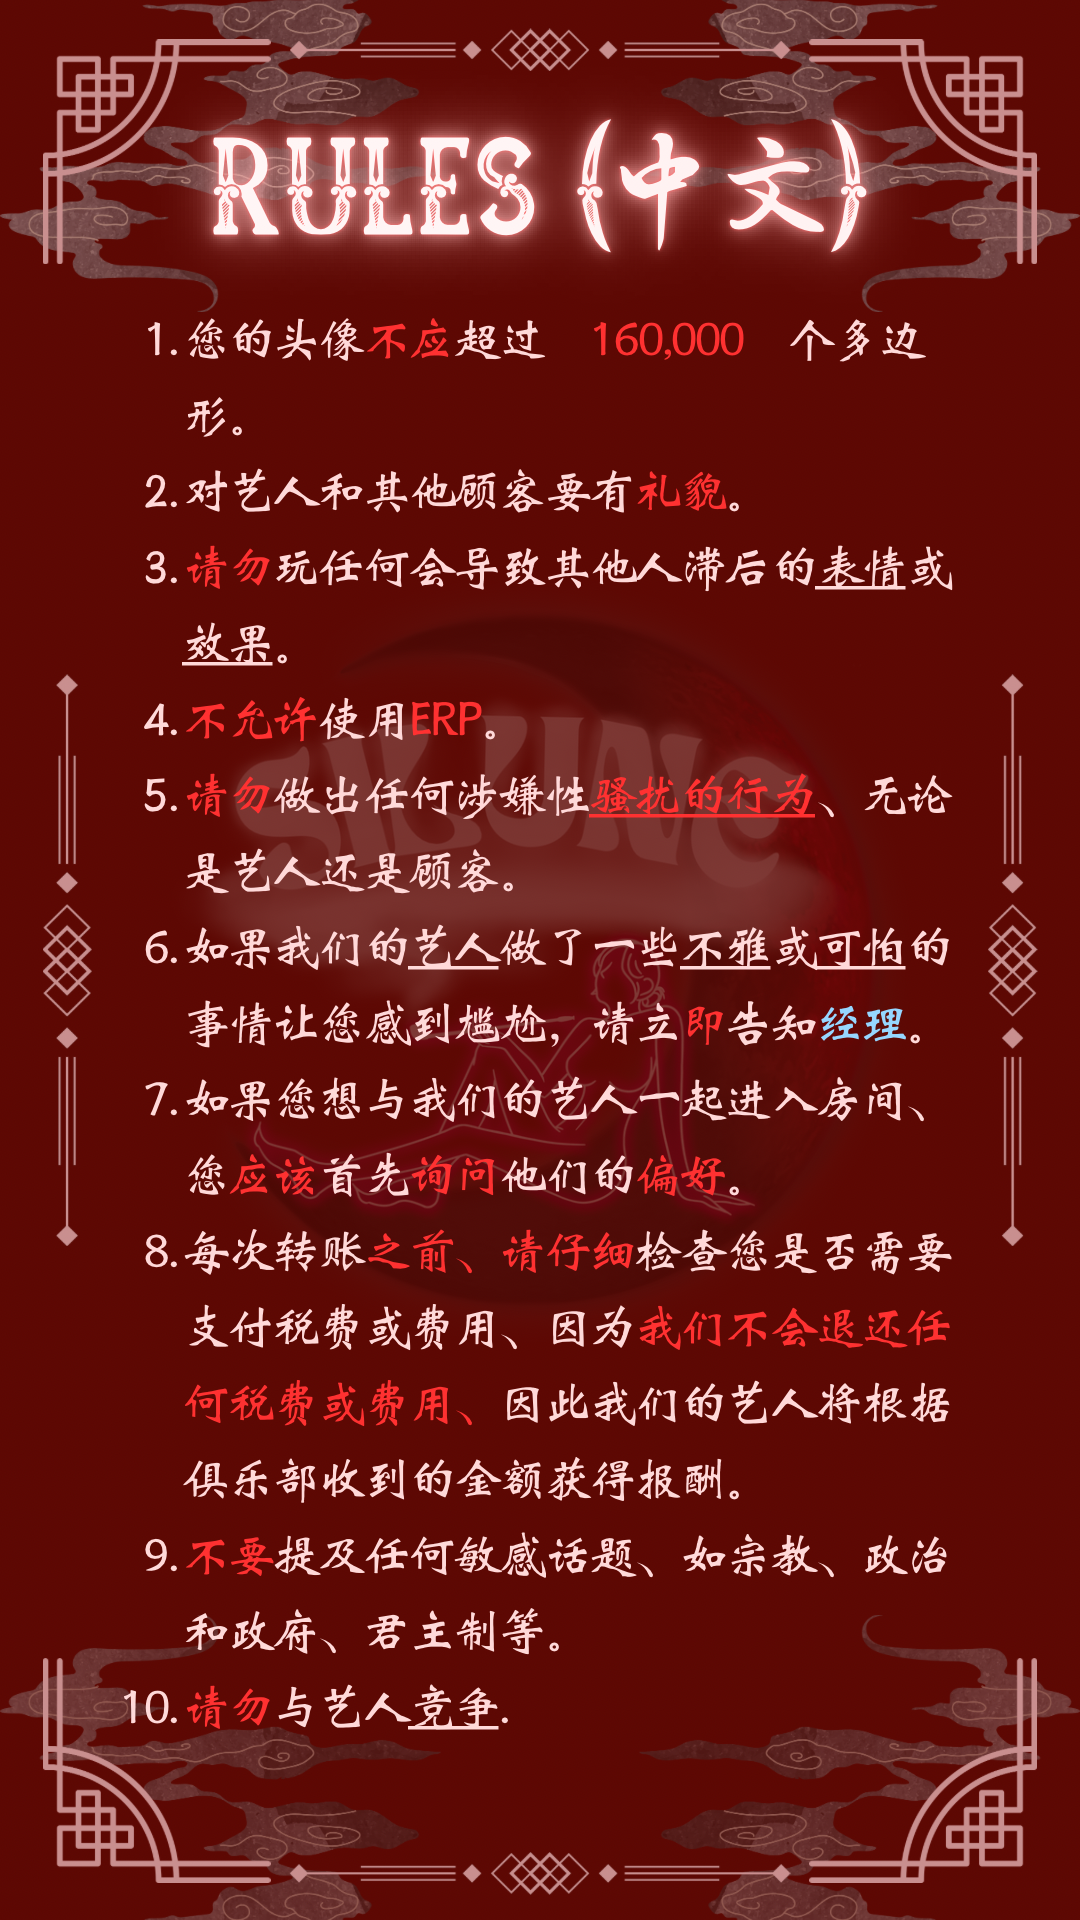 RULES (中文)
1. 您的头像不应超过 160,000 个多边
形。
2. 对艺人和其他顾客要有礼貌。
3. 请勿玩任何会导致其他人滞后的表情或
效果。
4. 不允许使用ERP。
5. 请勿做出任何涉嫌性骚扰的行为、无论
是艺人还是顾客。
6. 如果我们的艺人做了一些不雅或可怕的
事情让您感到尴尬，请立即告知经理。
7. 如果您想与我们的艺人一起进入房间、
您应该首先询问他们的偏好。
8. 每次转账之前、请仔细检查您是否需要
支付税费或费用、因为我们不会退还任
何税费或费用、因此我们的艺人将根据
俱乐部收到的金额获得报酬。
9. 不要提及任何敏感话题、如宗教、政治
和政府、君主制等。
10. 请勿与艺人竞争.